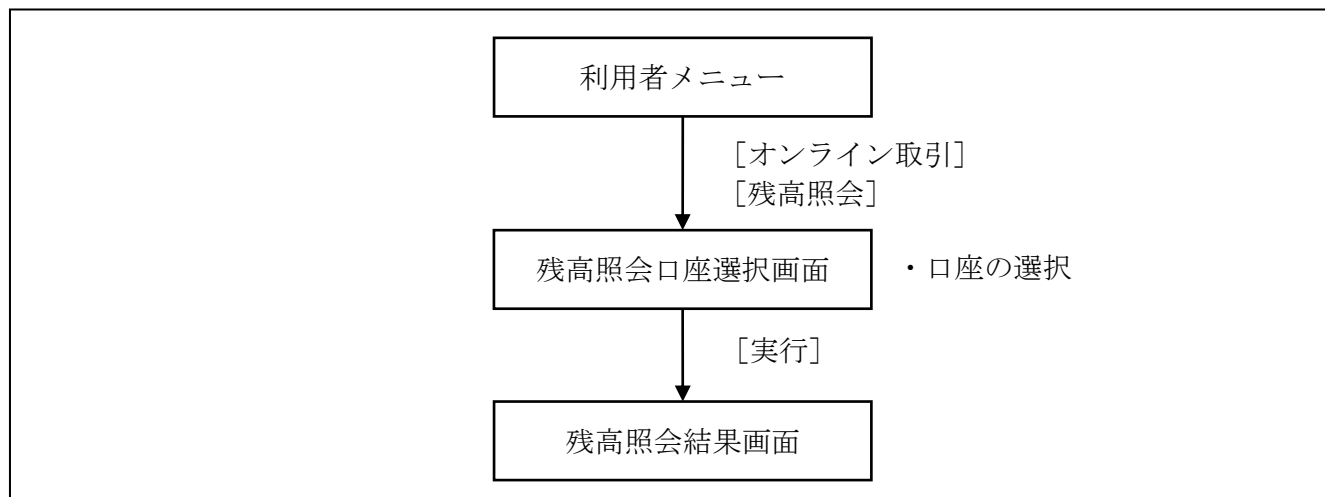 利用者メニュー
［オンライン取引］
［残高照会］
残高照会口座選択画面
・口座の選択
［実行］
残高照会結果画面